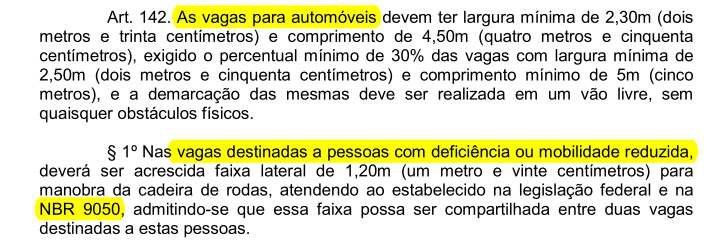 Art. 142. As vagas para automóveis devem ter largura mínima de 2,30m (dois
metros e trinta centímetros) e comprimento de 4,50m (quatro metros e cinquenta
centímetros), exigido o percentual mínimo de 30% das vagas com largura mínima de
2,50m (dois metros e cinquenta centímetros) e comprimento mínimo de 5m (cinco
metros), e a demarcação das mesmas deve ser realizada em um vão livre, sem
quaisquer obstáculos físicos.
§ 1º Nas vagas destinadas a pessoas com deficiência ou mobilidade reduzida,
deverá ser acrescida faixa lateral de 1,20m (um metro e vinte centímetros) para
manobra da cadeira de rodas, atendendo ao estabelecido na legislação federal e na
NBR 9050, admitindo-se que essa faixa possa ser compartilhada entre duas vagas
destinadas a estas pessoas.